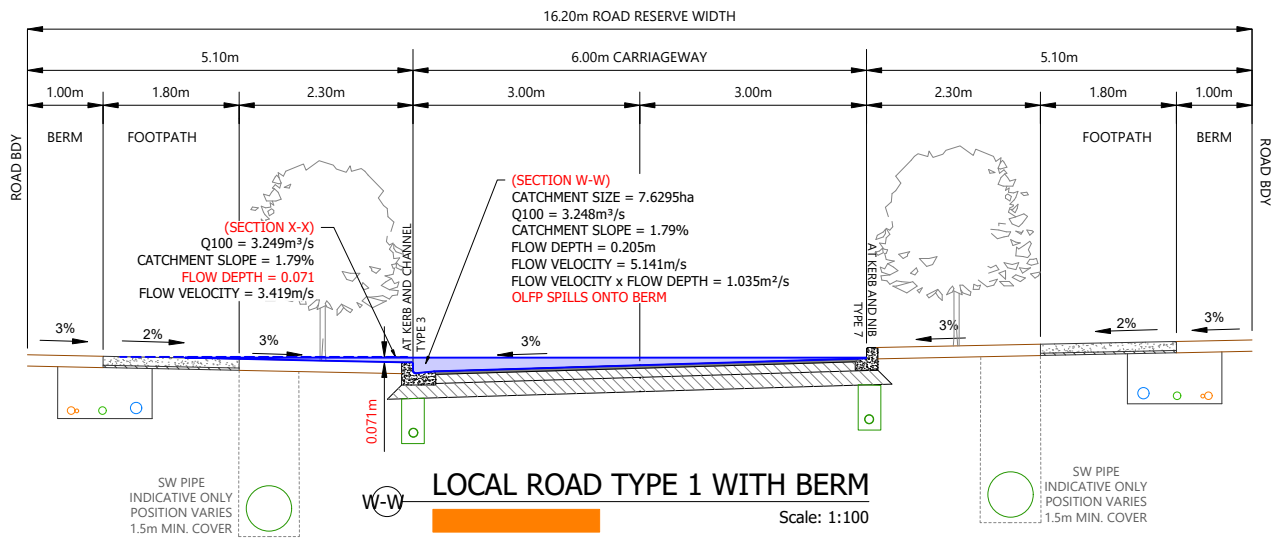 16.20m ROAD RESERVE WIDTH
5.10m
6.00m CARRIAGEWAY
5.10m
1.00m
1.80m
2.30m
3.00m
3.00m
2.30m
1.80m
1.00m
ROAD BDY
BERM
FOOTPATH
FOOTPATH
BERM
ROAD BDY
(SECTION X-X)
Q100 = 3.249m³/s
CATCHMENT SLOPE = 1.79%
FLOW DEPTH = 0.071
FLOW VELOCITY = 3.419m/s
AT KERB AND CHANNEL
TYPE 3
(SECTION W-W)
CATCHMENT SIZE = 7.6295ha
Q100 = 3.248m³/s
CATCHMENT SLOPE = 1.79%
FLOW DEPTH = 0.205m
FLOW VELOCITY = 5.141m/s
FLOW VELOCITY x FLOW DEPTH = 1.035m²/s
OLFP SPILLS ONTO BERM
AT KERB AND NIB
TYPE 7
3%
2%
3%
3%
3%
2%
3%
0.071m
SW PIPE
INDICATIVE ONLY
POSITION VARIES
1.5m MIN. COVER
W-W
LOCAL ROAD TYPE 1 WITH BERM
Scale: 1:100
SW PIPE
INDICATIVE ONLY
POSITION VARIES
1.5m MIN. COVER